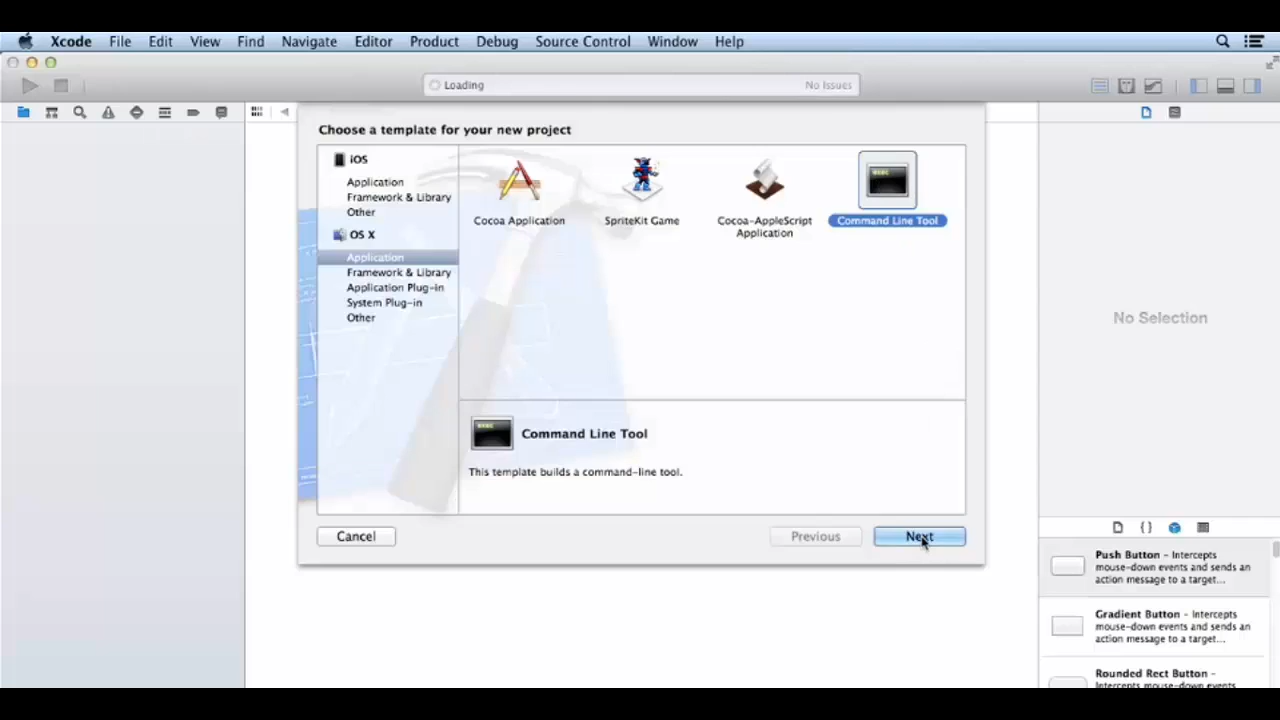 Xcode File Edit View Find Navigate Editor Product Debug Source Control Window Help
Loading No Issues
Choose a template for your new project
iOS
Application
Framework & Library
Other
OS X
Application
Framework & Library
Application Plug-in
System Plug-in
Other
Cocoa Application
SpriteKit Game
Cocoa-AppleScript
Application
Command Line Tool
Command Line Tool
This template builds a command-line tool.
Cancel
Previous
Next
No Selection
{ }
Push Button - Intercepts
mouse-down events and sends an
action message to a target...
Gradient Button - Intercepts
mouse-down events and sends an
action message to a target...
Rounded Rect Button -
Intercepts mouse-down events